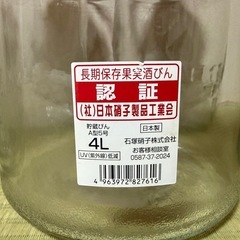 長期保存果実酒びん
認証
(社)日本硝子製品工業会
貯蔵びん
A型5号
4L
UV(紫外線)低減
日本製
石塚硝子株式会社
お客様相談室
0587-37-2024
4 963972 827616